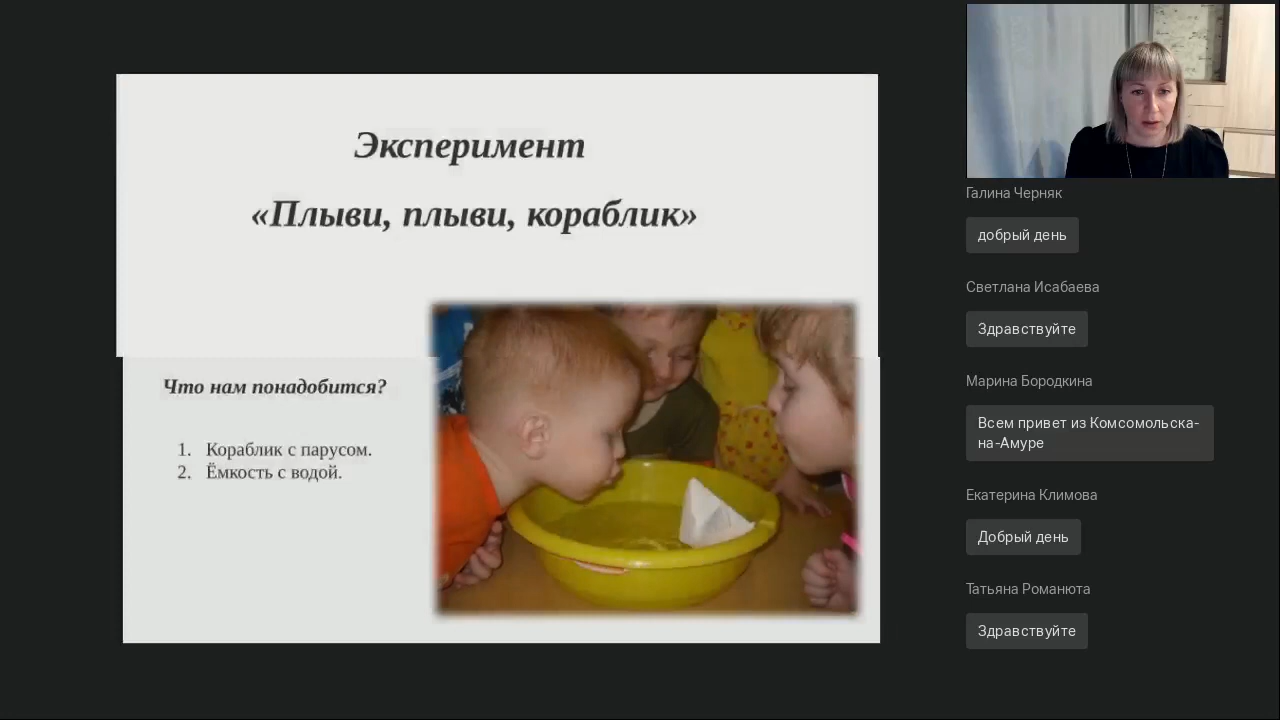 Эксперимент
«Плыви, плыви, кораблик»
Что нам понадобится?
1. Кораблик с парусом.
2. Ёмкость с водой.
Галина Черняк
добрый день
Светлана Исабаева
Здравствуйте
Марина Бородкина
Всем привет из Комсомольска-
на-Амуре
Екатерина Климова
Добрый день
Татьяна Романюта
Здравствуйте